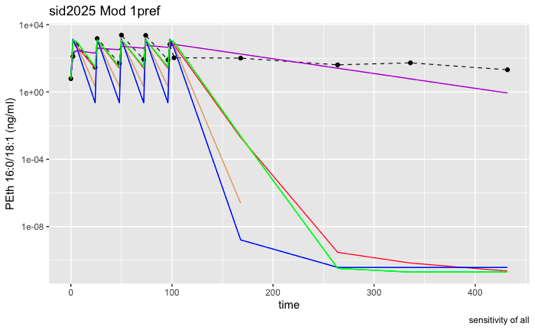 sid2025 Mod 1pref
PEth 16:0/18:1 (ng/ml)
1e+04
1e+00
1e-04
1e-08
0
100
200
300
400
time
sensitivity of all